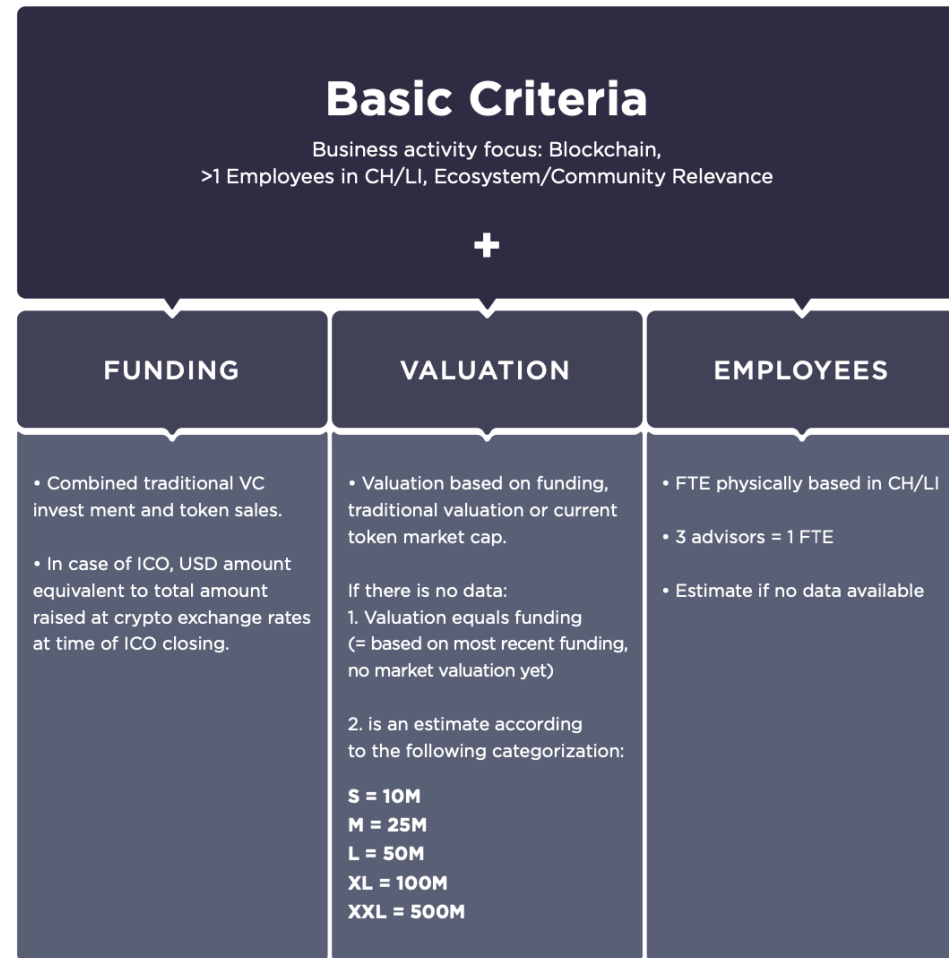 Basic Criteria
Business activity focus: Blockchain,
>1 Employees in CH/LI, Ecosystem/Community Relevance
+
FUNDING
• Combined traditional VC
invest ment and token sales.
• In case of ICO, USD amount
equivalent to total amount
raised at crypto exchange rates
at time of ICO closing.
VALUATION
• Valuation based on funding,
traditional valuation or current
token market cap.
If there is no data:
1. Valuation equals funding
(= based on most recent funding,
no market valuation yet)
2. is an estimate according
to the following categorization:
S = 10M
M = 25M
L = 50M
XL = 100M
XXL = 500M
EMPLOYEES
• FTE physically based in CH/LI
• 3 advisors = 1 FTE
• Estimate if no data available